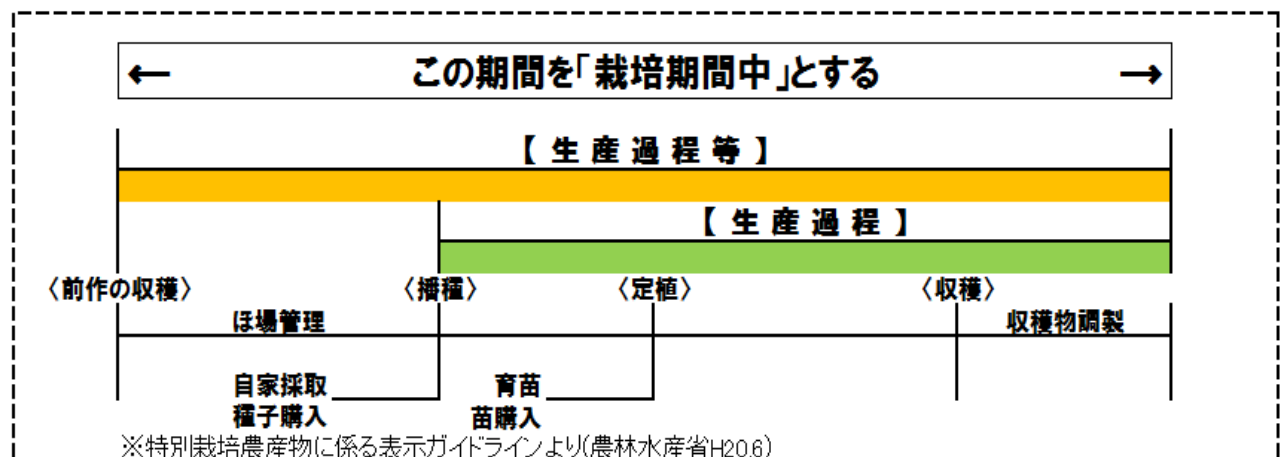 ← この期間を「栽培期間中」とする →
【 生 産 過 程 等 】
【 生 産 過 程 】
〈前作の収穫〉 〈播種〉 〈定植〉 〈収穫〉
ほ場管理 収穫物調製
自家採取 育苗
種子購入 苗購入
※特別栽培農産物に係る表示ガイドラインより(農林水産省H20.6)